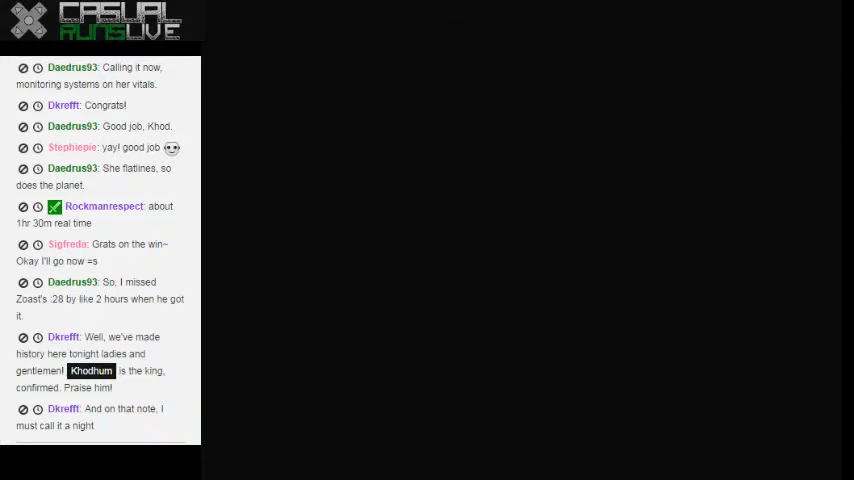 CASUAL
RUNSLIVE
Daedrus93: Calling it now,
monitoring systems on her vitals.
Dkrefft: Congrats!
Daedrus93: Good job, Khod.
Stephiepie: yay! good job
Daedrus93: She flatlines, so
does the planet.
Rockmanrespect: about
1hr 30m real time
Sigfreda: Grats on the win~
Okay I'll go now =s
Daedrus93: So, I missed
Zoast's :28 by like 2 hours when he got
it.
Dkrefft: Well, we've made
history here tonight ladies and
gentlemen! Khodhum is the king,
confirmed. Praise him!
Dkrefft: And on that note, I
must call it a night